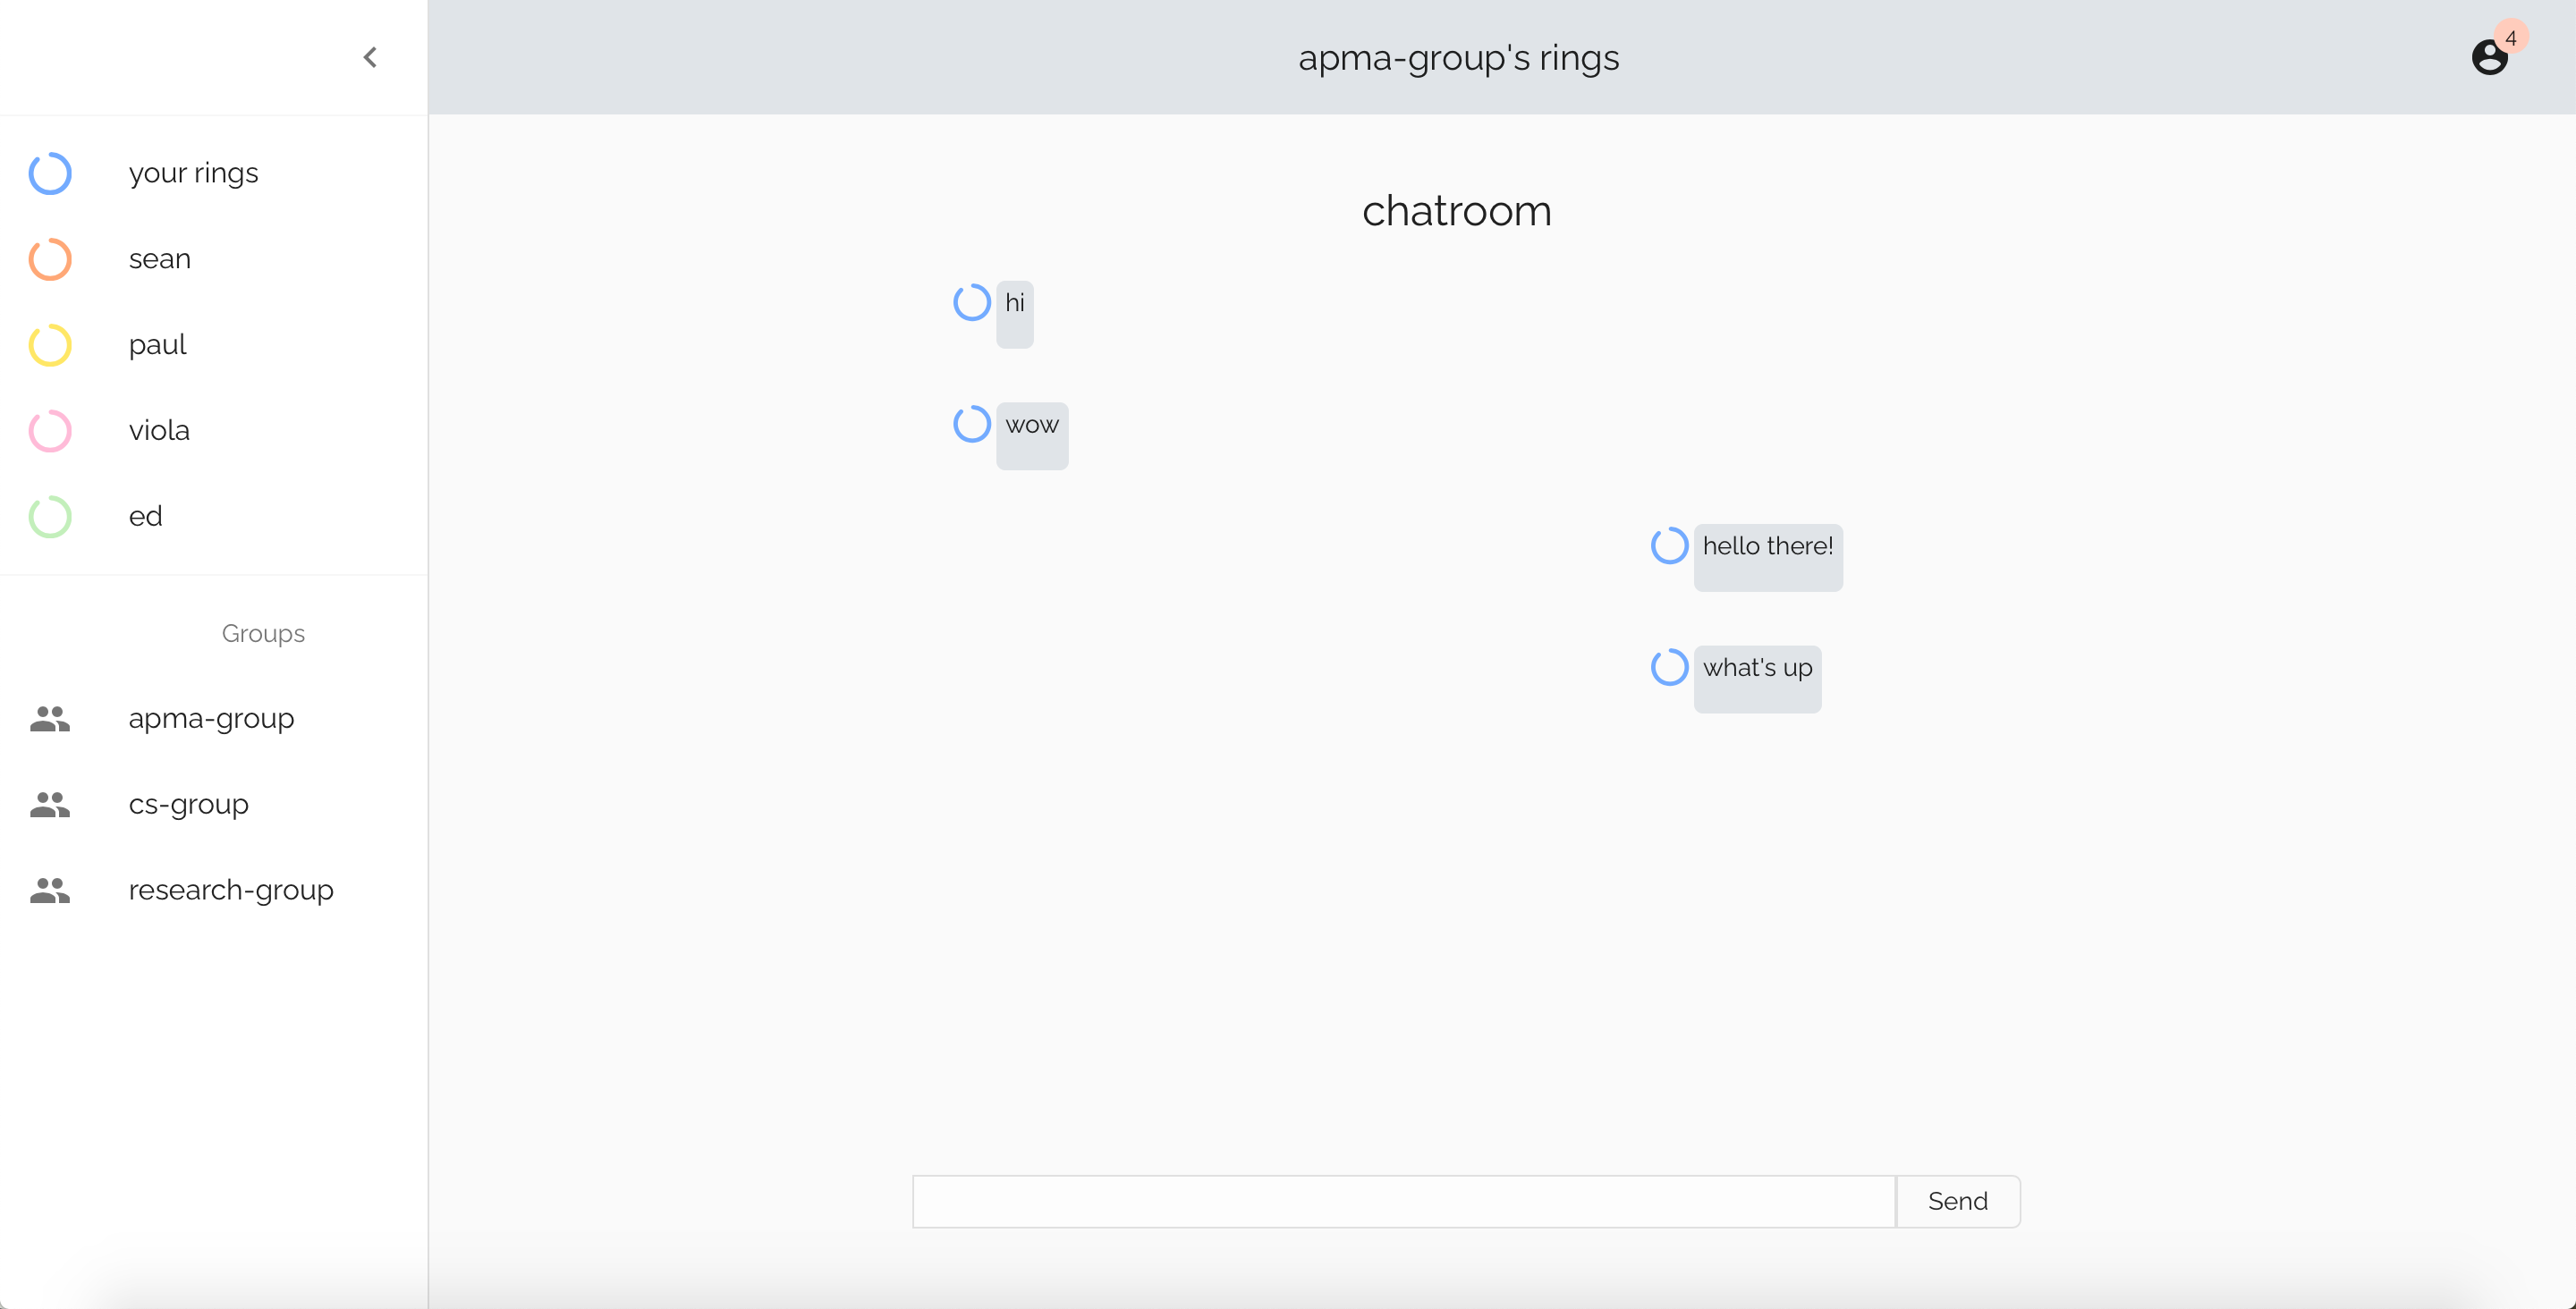 apma-group's rings
4
your rings
sean
paul
viola
ed
Groups
apma-group
cs-group
research-group
chatroom
hi
wow
hello there!
what's up
Send